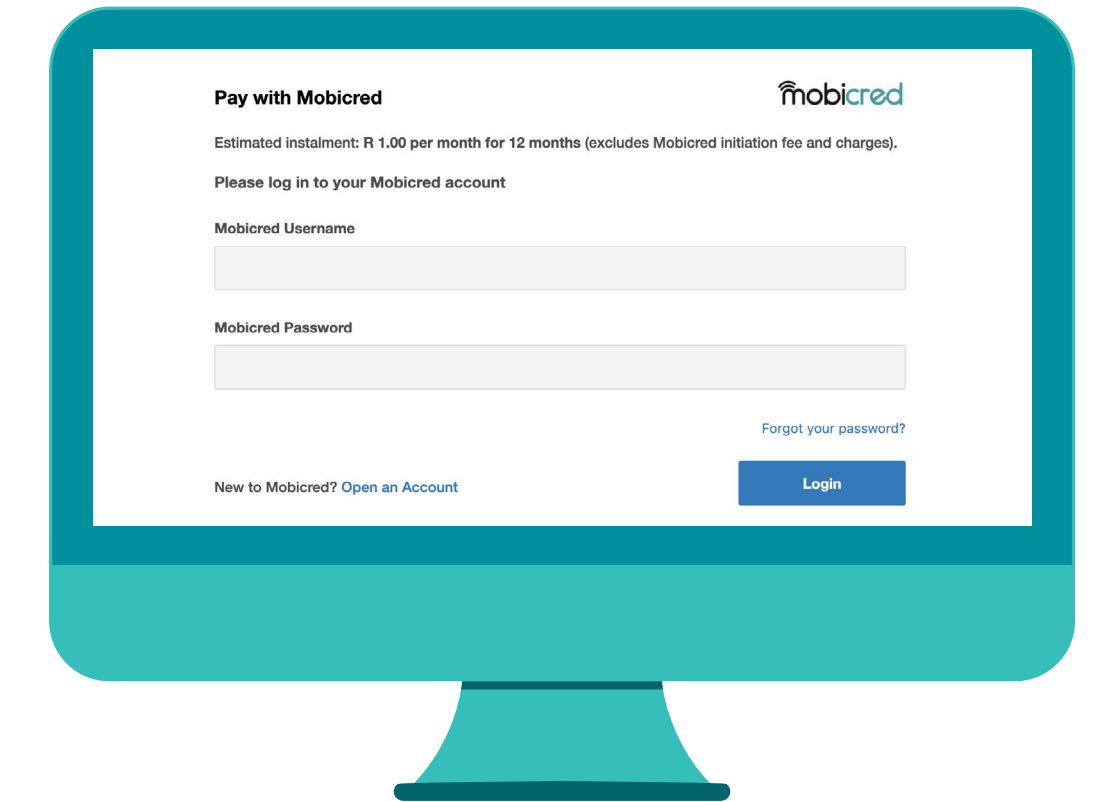 Pay with Mobicred
mobicred
Estimated instalment: R 1.00 per month for 12 months (excludes Mobicred initiation fee and charges).
Please log in to your Mobicred account
Mobicred Username
Mobicred Password
Forgot your password?
New to Mobicred? Open an Account
Login